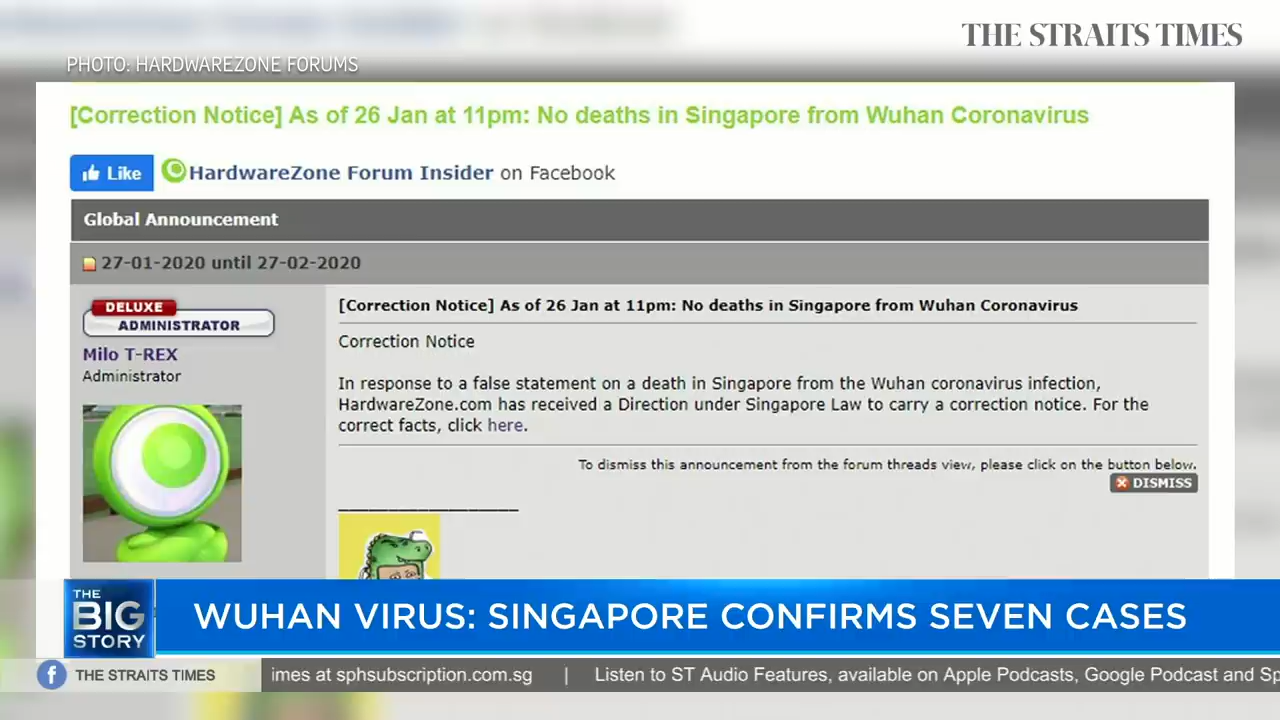 THE STRAITS TIMES
PHOTO: HARDWAREZONE FORUMS
[Correction Notice] As of 26 Jan at 11pm: No deaths in Singapore from Wuhan Coronavirus
Like HardwareZone Forum Insider on Facebook
Global Announcement
27-01-2020 until 27-02-2020
DELUXE
ADMINISTRATOR
Milo T-REX
Administrator
[Correction Notice] As of 26 Jan at 11pm: No deaths in Singapore from Wuhan Coronavirus
Correction Notice
In response to a false statement on a death in Singapore from the Wuhan coronavirus infection,
HardwareZone.com has received a Direction under Singapore Law to carry a correction notice. For the
correct facts, click here.
To dismiss this announcement from the forum threads view, please click on the button below.
DISMISS
THE
BIG
STORY
WUHAN VIRUS: SINGAPORE CONFIRMS SEVEN CASES
THE STRAITS TIMES
imes at sphsubscription.com.sg | Listen to ST Audio Features, available on Apple Podcasts, Google Podcast and Sp